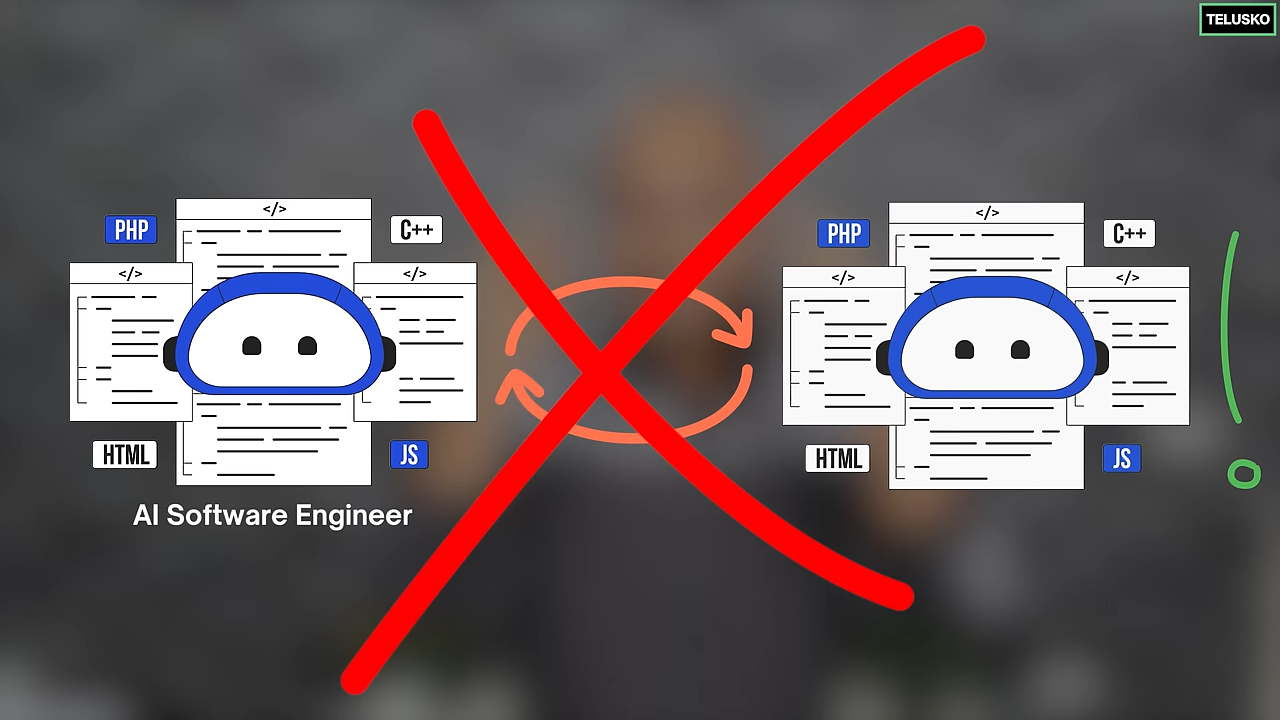 TELUSKO
</>
PHP
C++
</>
</>
HTML
JS
AI Software Engineer
</>
PHP
C++
</>
</>
HTML
JS